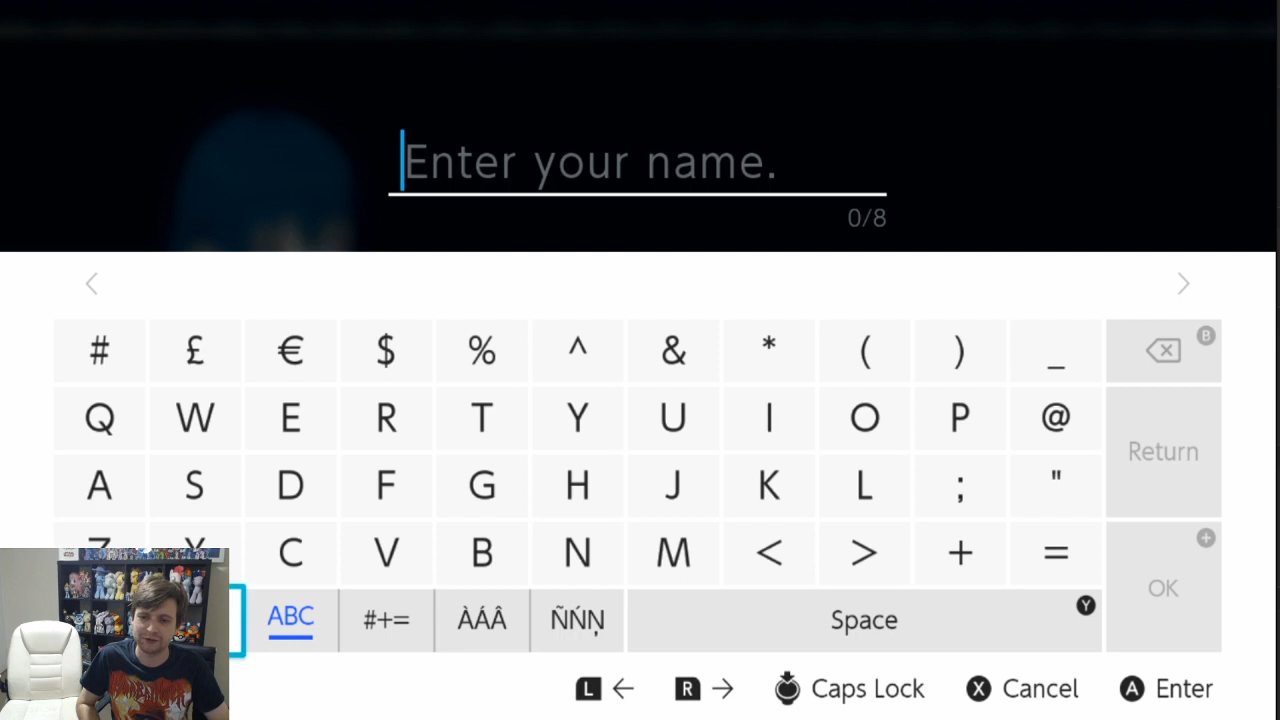 Enter your name.
0/8
< >
# £ € $ % ^ & * ( ) _ B
Q W E R T Y U I O P @
Return
A S D F G H J K L ; "
Z X C V B N M < > + = +
OK
ABC #+= ÀÁÂ ÑŃŅ Space Y
L ← R → Caps Lock X Cancel A Enter